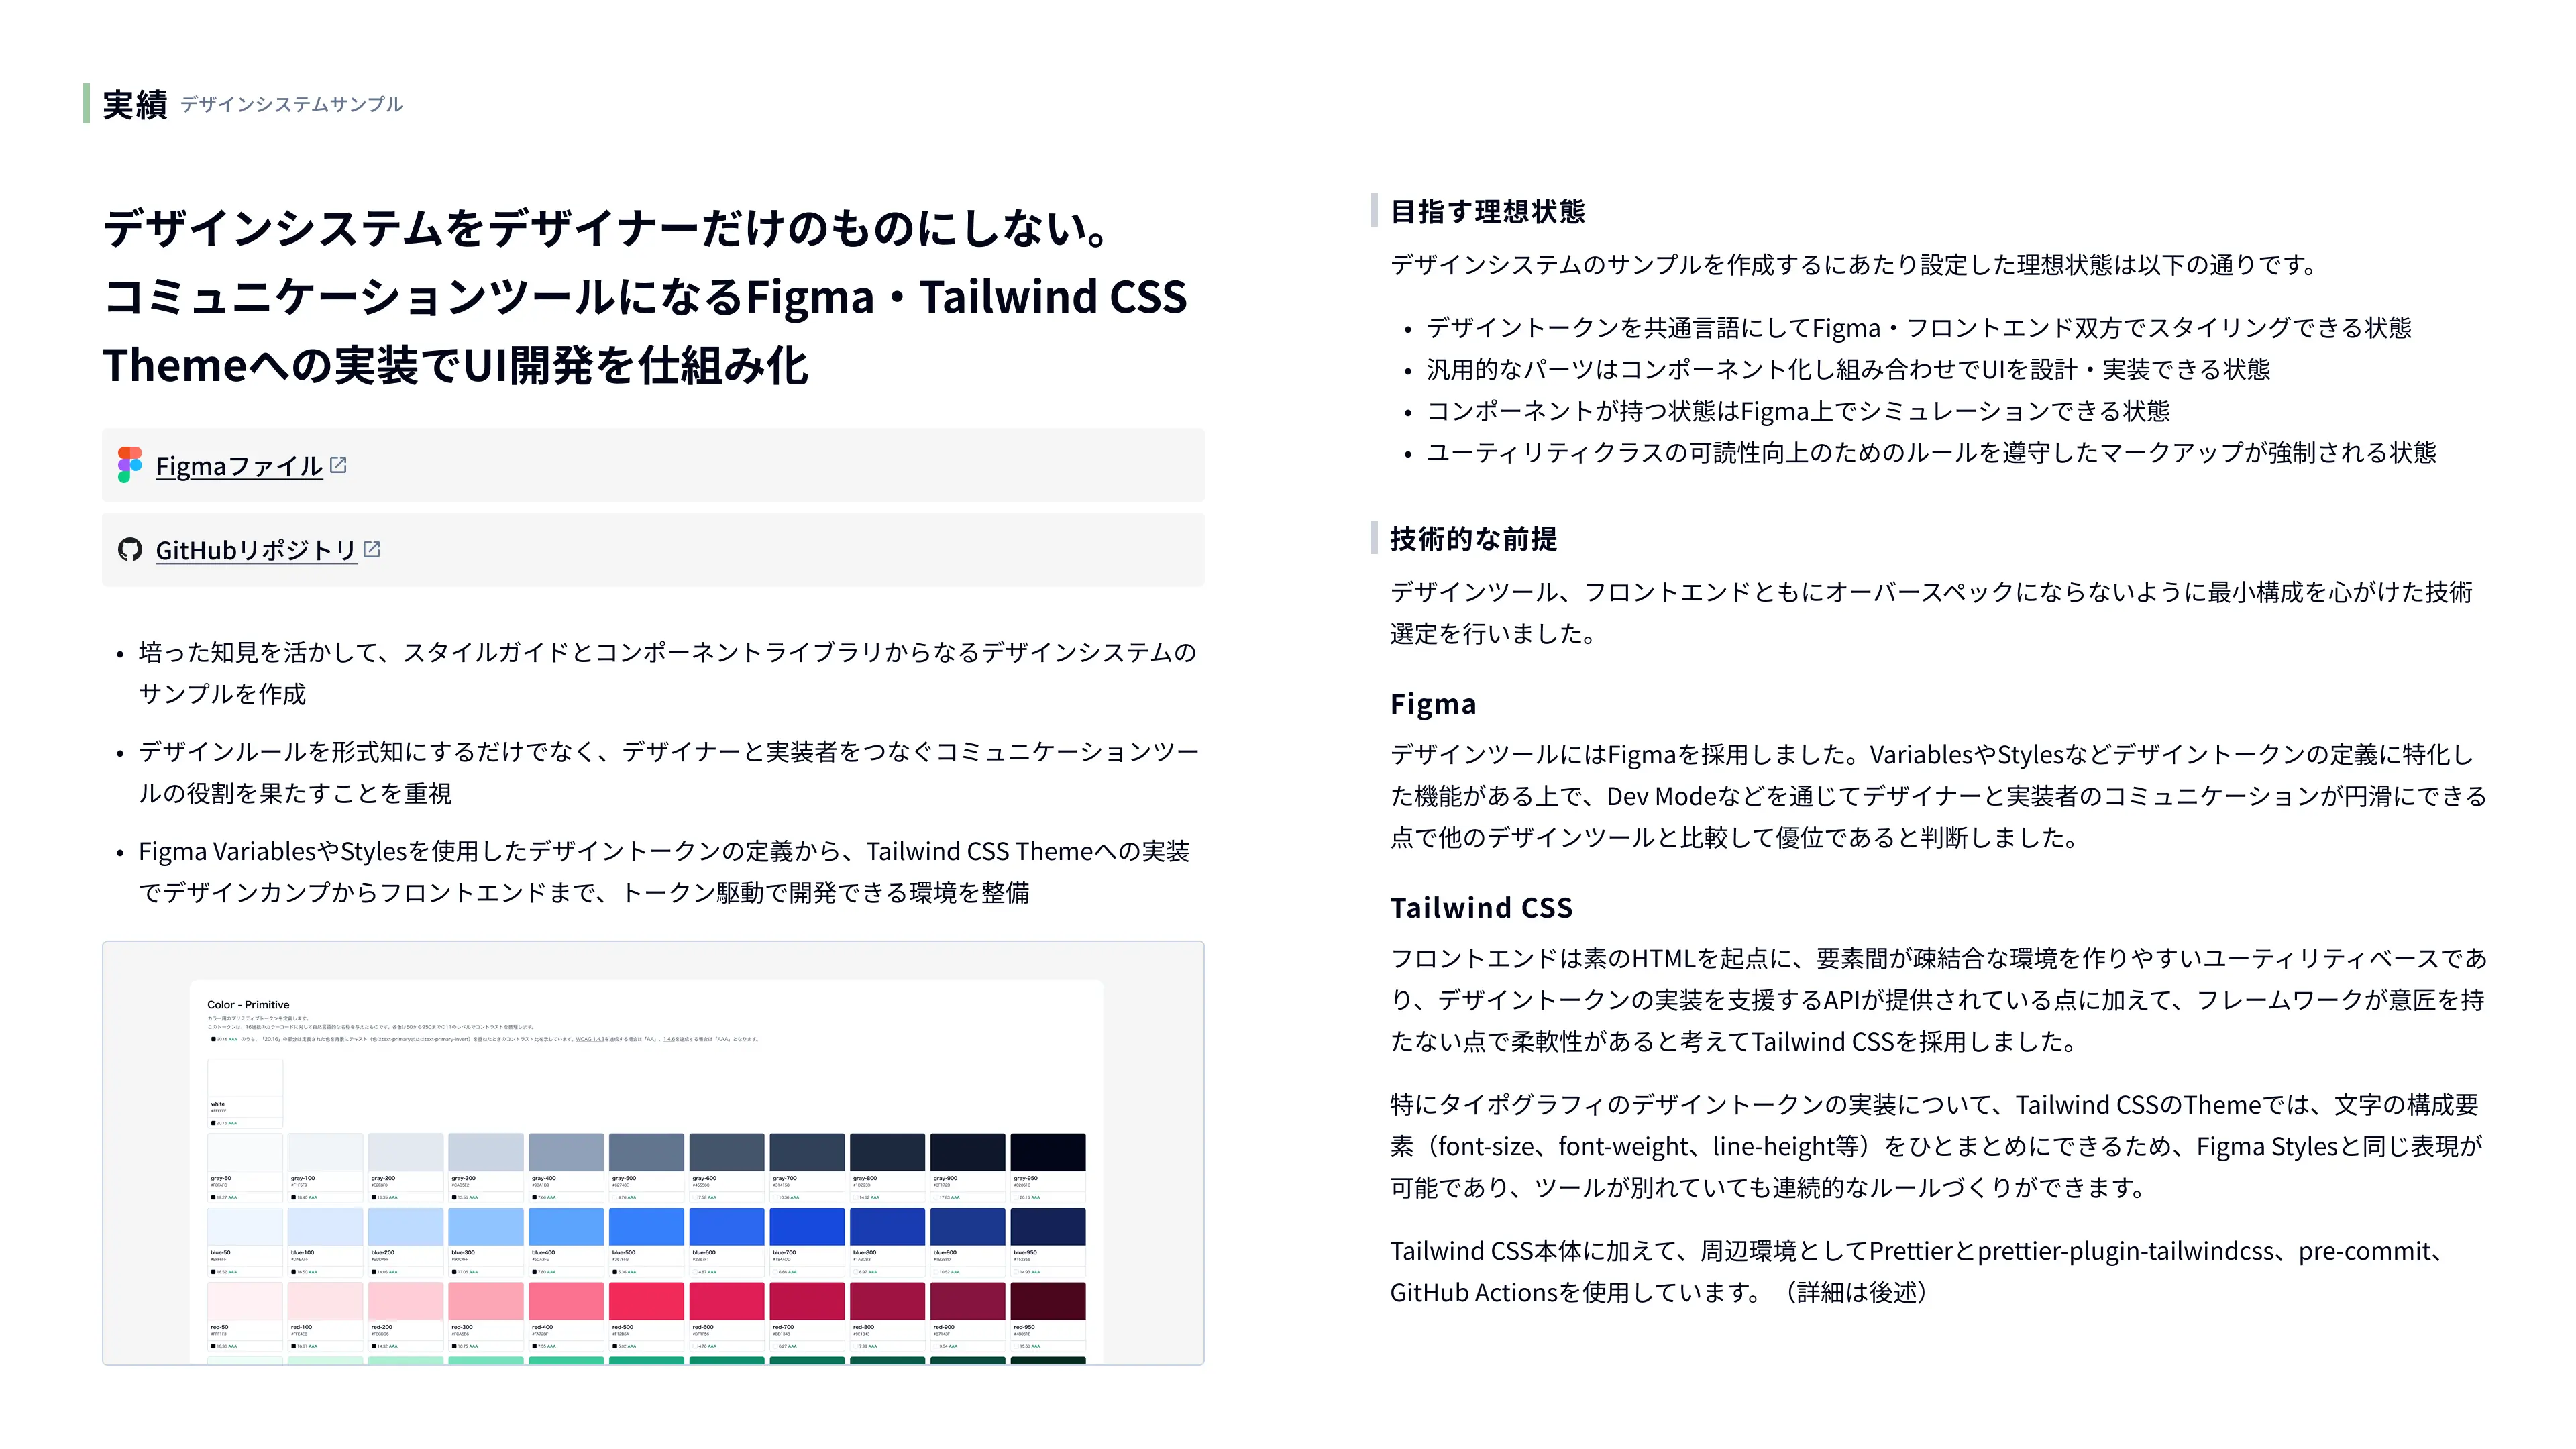 実績 デザインシステムサンプル
デザインシステムをデザイナーだけのものにしない。
コミュニケーションツールになるFigma・Tailwind CSS
Themeへの実装でUI開発を仕組み化
Figmaファイル
GitHubリポジトリ
• 培った知見を活かして、スタイルガイドとコンポーネントライブラリからなるデザインシステムの
サンプルを作成
• デザインルールを形式知にするだけでなく、デザイナーと実装者をつなぐコミュニケーションツー
ルの役割を果たすことを重視
• Figma VariablesやStylesを使用したデザイントークンの定義から、Tailwind CSS Themeへの実装
でデザインカンプからフロントエンドまで、トークン駆動で開発できる環境を整備
Color - Primitive
カラー用のプリミティブトークンを定義します。
white
#FFFFFF
gray-50 gray-100 gray-200 gray-300 gray-400 gray-500 gray-600 gray-700 gray-800 gray-900 gray-950
blue-50 blue-100 blue-200 blue-300 blue-400 blue-500 blue-600 blue-700 blue-800 blue-900 blue-950
red-50 red-100 red-200 red-300 red-400 red-500 red-600 red-700 red-800 red-900 red-950
目指す理想状態
デザインシステムのサンプルを作成するにあたり設定した理想状態は以下の通りです。
• デザイントークンを共通言語にしてFigma・フロントエンド双方でスタイリングできる状態
• 汎用的なパーツはコンポーネント化し組み合わせでUIを設計・実装できる状態
• コンポーネントが持つ状態はFigma上でシミュレーションできる状態
• ユーティリティクラスの可読性向上のためのルールを遵守したマークアップが強制される状態
技術的な前提
デザインツール、フロントエンドともにオーバースペックにならないように最小構成を心がけた技術
選定を行いました。
Figma
デザインツールにはFigmaを採用しました。VariablesやStylesなどデザイントークンの定義に特化し
た機能がある上で、Dev Modeなどを通じてデザイナーと実装者のコミュニケーションが円滑にできる
点で他のデザインツールと比較して優位であると判断しました。
Tailwind CSS
フロントエンドは素のHTMLを起点に、要素間が疎結合な環境を作りやすいユーティリティベースであ
り、デザイントークンの実装を支援するAPIが提供されている点に加えて、フレームワークが意匠を持
たない点で柔軟性があると考えてTailwind CSSを採用しました。
特にタイポグラフィのデザイントークンの実装について、Tailwind CSSのThemeでは、文字の構成要
素（font-size、font-weight、line-height等）をひとまとめにできるため、Figma Stylesと同じ表現が
可能であり、ツールが別れていても連続的なルールづくりができます。
Tailwind CSS本体に加えて、周辺環境としてPrettierとprettier-plugin-tailwindcss、pre-commit、
GitHub Actionsを使用しています。（詳細は後述）